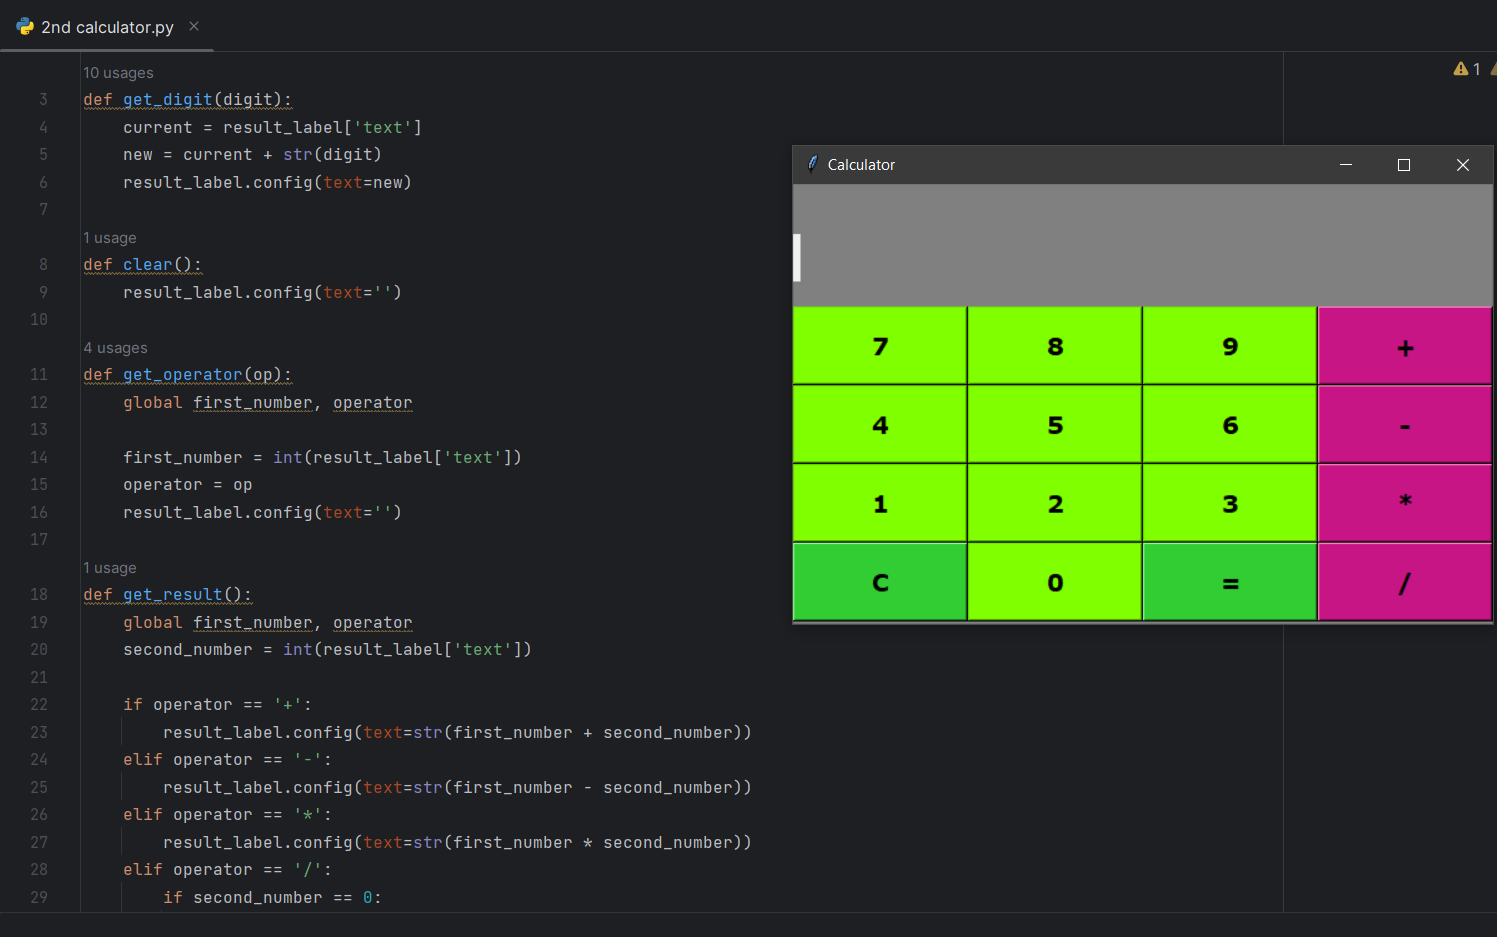 2nd calculator.py
10 usages
1
3 def get_digit(digit):
4 current = result_label['text']
5 new = current + str(digit)
6 result_label.config(text=new)
7
1 usage
8 def clear():
9 result_label.config(text='')
10
4 usages
11 def get_operator(op):
12 global first_number, operator
13
14 first_number = int(result_label['text'])
15 operator = op
16 result_label.config(text='')
17
1 usage
18 def get_result():
19 global first_number, operator
20 second_number = int(result_label['text'])
21
22 if operator == '+':
23 result_label.config(text=str(first_number + second_number))
24 elif operator == '-':
25 result_label.config(text=str(first_number - second_number))
26 elif operator == '*':
27 result_label.config(text=str(first_number * second_number))
28 elif operator == '/':
29 if second_number == 0:
Calculator
7 8 9 +
4 5 6 -
1 2 3 *
C 0 = /